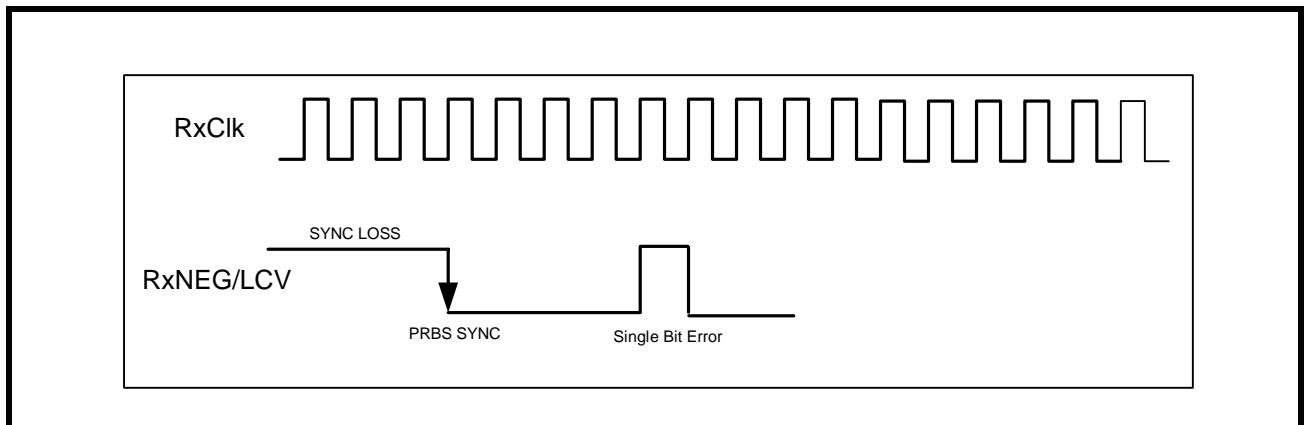 RxClk
SYNC LOSS
RxNEG/LCV
PRBS SYNC
Single Bit Error